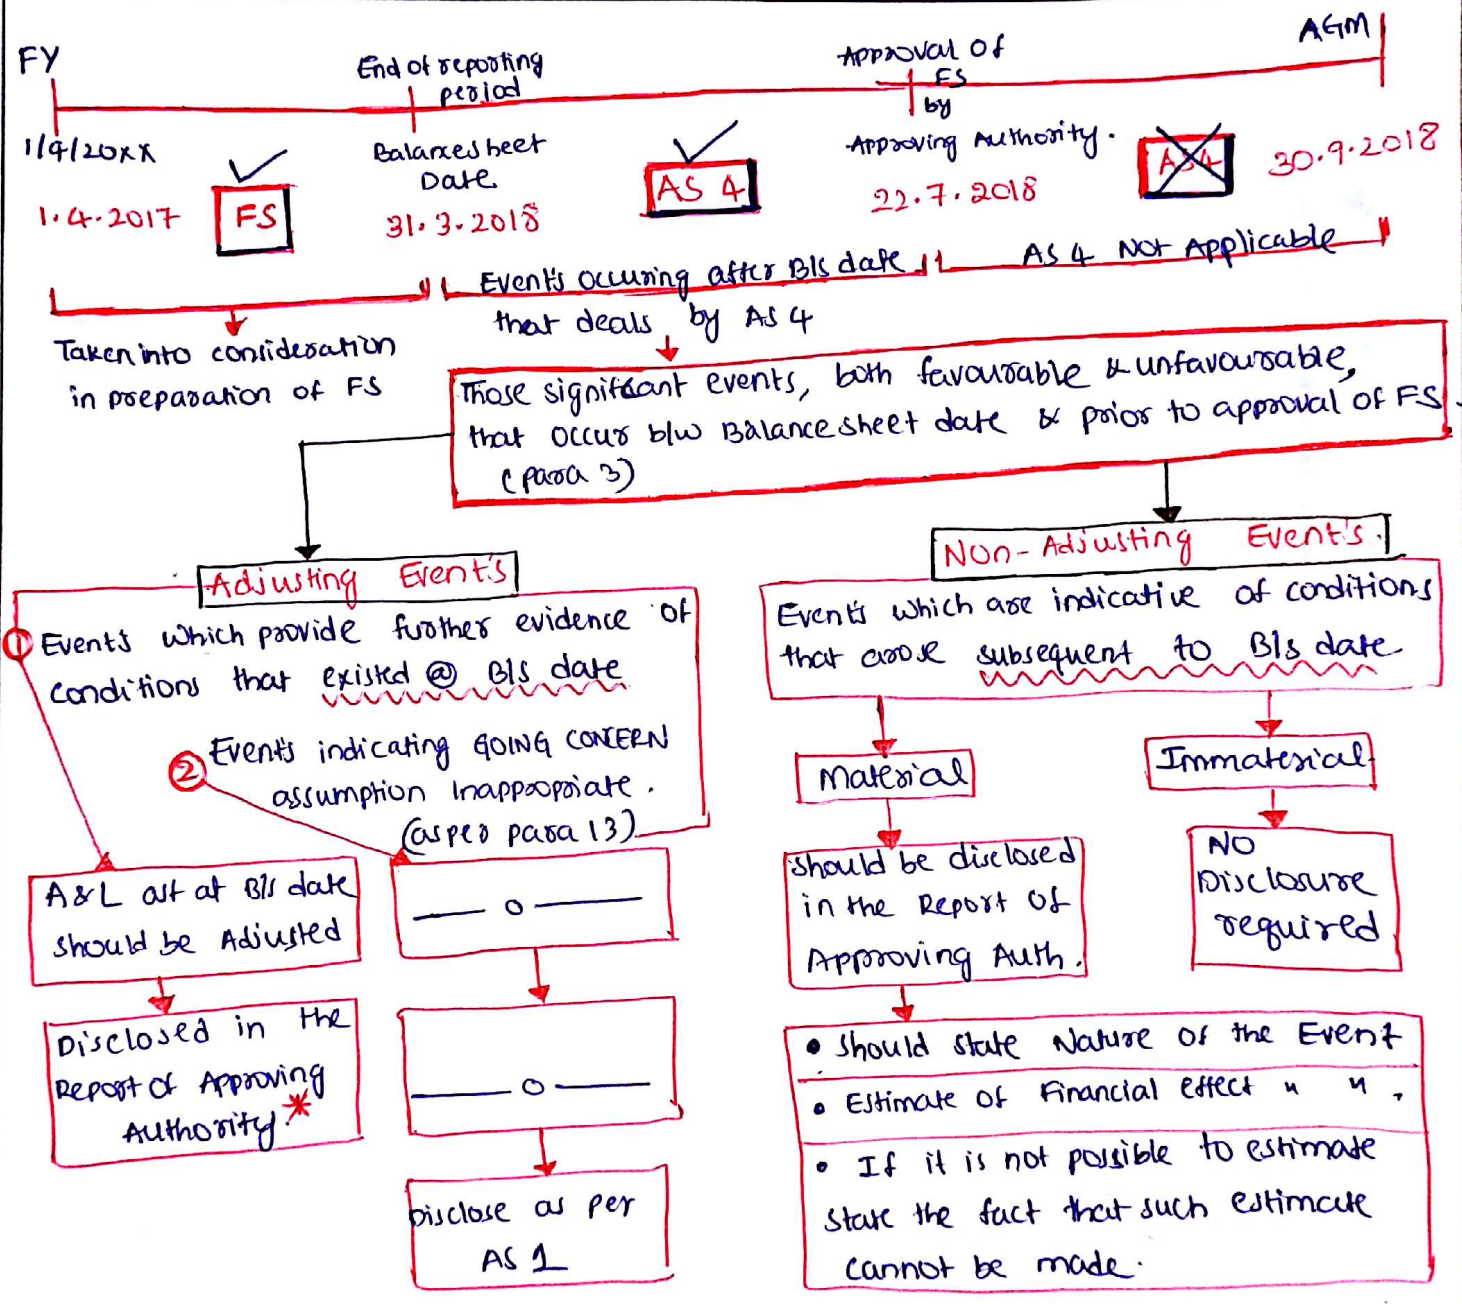 FY
End of reporting
period
Approval of
FS
by
AGM
1/4/20XX
Balancesheet
Date
Approving Authority.
1.4.2017
FS
31.3.2018
AS 4
22.7.2018
AS4
30.9.2018
Event's occuring after B/s date
that deals by AS 4
AS 4 Not Applicable
Taken into consideration
in preparation of FS
Those significant events, both favourable & unfavourable,
that occur b/w Balancesheet date & prior to approval of FS.
(para 3)
Adjusting Event's
Non-Adjusting Event's.
① Event's which provide further evidence of
conditions that existed @ B/S date
② Event's indicating GOING CONCERN
assumption Inappropriate.
(as per para 13)
Event's which are indicative of conditions
that arose subsequent to B/s date
Material
Immaterial
A & L as at B/s date
should be Adjusted
—— o ——
Should be disclosed
in the Report of
Approving Auth.
NO
Disclosure
required
Disclosed in the
Report of Approving
Authority.*
—— o ——
Disclose as per
AS 1
• Should state Nature of the Event
• Estimate of Financial effect " " .
• If it is not possible to estimate
state the fact that such estimate
cannot be made.